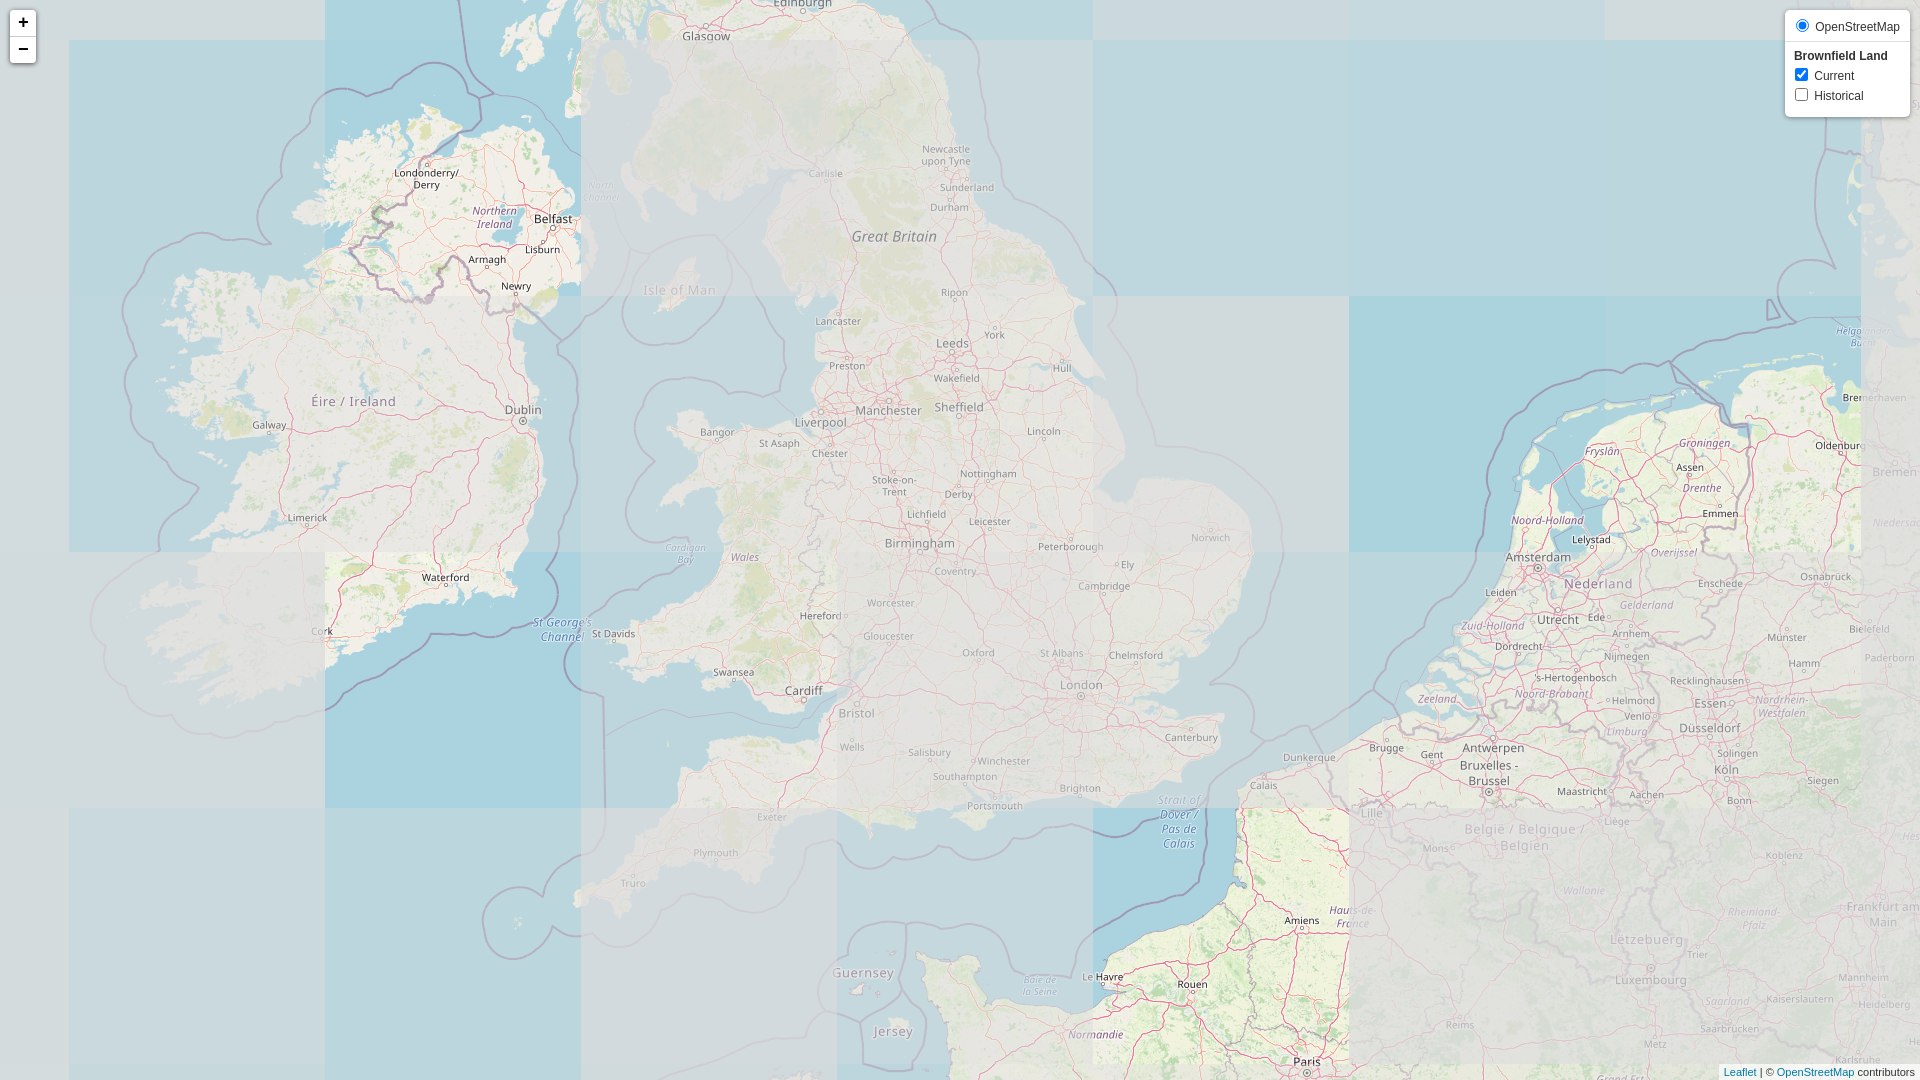 +
−
OpenStreetMap
Brownfield Land
Current
Historical
Edinburgh
Glasgow
Londonderry/
Derry
Northern
Ireland
Belfast
Lisburn
Armagh
Newry
North
Channel
Carlisle
Newcastle
upon Tyne
Sunderland
Durham
Great Britain
Isle of Man
Ripon
Lancaster
York
Leeds
Preston
Hull
Wakefield
Manchester
Sheffield
Liverpool
Lincoln
Bangor
St Asaph
Chester
Éire / Ireland
Dublin
Galway
Limerick
Nottingham
Stoke-on-
Trent
Derby
Lichfield
Leicester
Birmingham
Peterborough
Norwich
Cardigan
Bay
Wales
Coventry
Ely
Cambridge
Waterford
Cork
St George's
Channel
St Davids
Hereford
Worcester
Gloucester
Oxford
St Albans
Chelmsford
Swansea
Cardiff
London
Bristol
Wells
Salisbury
Winchester
Southampton
Canterbury
Brighton
Portsmouth
Exeter
Plymouth
Truro
Strait of
Dover /
Pas de
Calais
Dunkerque
Calais
Guernsey
Jersey
Baie de
la Seine
Le Havre
Rouen
Normandie
Amiens
Hauts-de-
France
Paris
Helgoländer
Bu
Bremerhaven
Oldenburg
Bremen
Niedersac
Groningen
Fryslân
Assen
Drenthe
Emmen
Noord-Holland
Lelystad
Amsterdam
Overijssel
Nederland
Enschede
Osnabrück
Leiden
Gelderland
Utrecht
Ede
Zuid-Holland
Arnhem
Münster
Bielefeld
Dordrecht
Nijmegen
Paderborn
Hamm
's-Hertogenbosch
Recklinghausen
Zeeland
Noord-Brabant
Helmond
Essen
Nordrhein-
Westfalen
Venlo
Limburg
Düsseldorf
Brugge
Gent
Antwerpen
Bruxelles -
Brussel
Solingen
Köln
Siegen
Maastricht
Aachen
Bonn
Lille
Liège
België / Belgique /
Belgien
Mons
Koblenz
Wallonie
Rheinland-
Pfalz
Frankfurt am
Main
Lëtzebuerg
Trier
Luxembourg
Mannheim
Saarland
Kaiserslautern
Heidelberg
Reims
Saarbrücken
Metz
Karlsruhe
Grand Est
Leaflet | © OpenStreetMap contributors